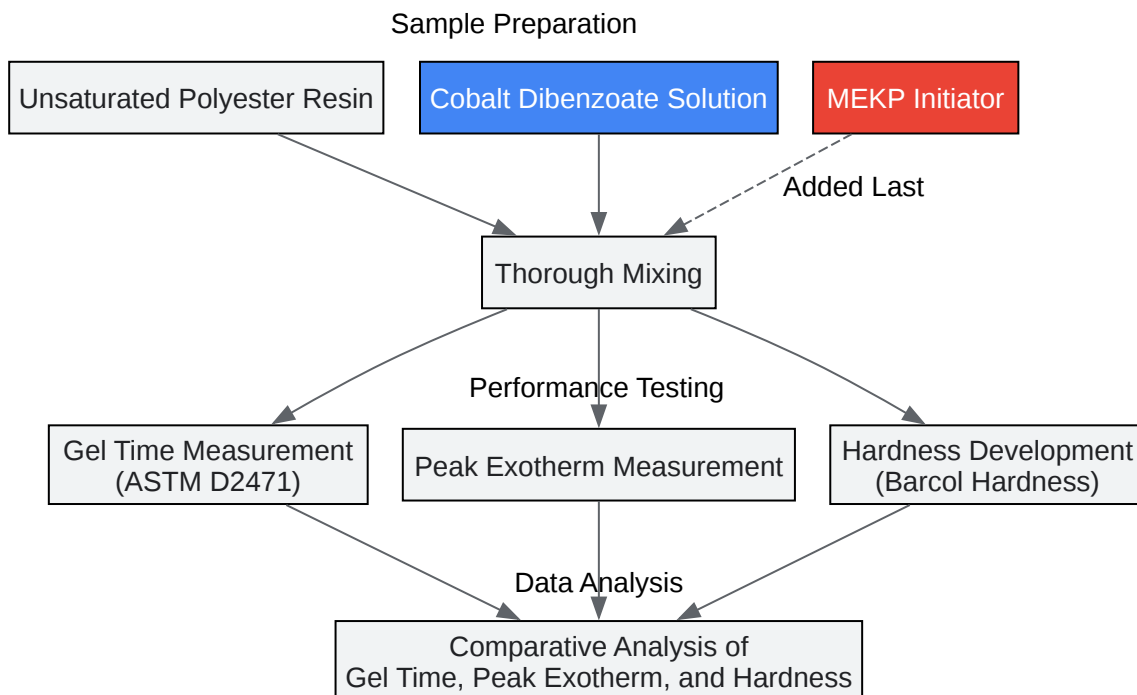 Sample Preparation
Unsaturated Polyester Resin
Cobalt Dibenzoate Solution
MEKP Initiator
Added Last
Thorough Mixing
Performance Testing
Gel Time Measurement
(ASTM D2471)
Peak Exotherm Measurement
Hardness Development
(Barcol Hardness)
Data Analysis
Comparative Analysis of
Gel Time, Peak Exotherm, and Hardness